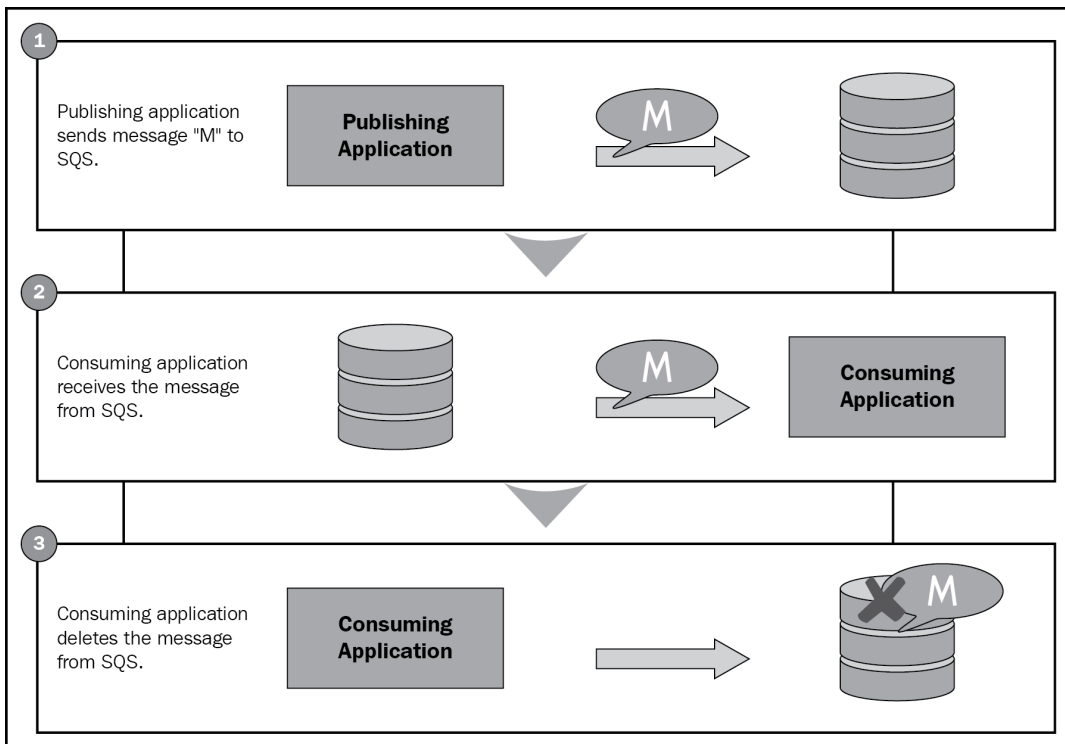 1
Publishing application
sends message "M" to
SQS.
Publishing
Application
M
2
Consuming application
receives the message
from SQS.
M
Consuming
Application
3
Consuming application
deletes the message
from SQS.
Consuming
Application
M